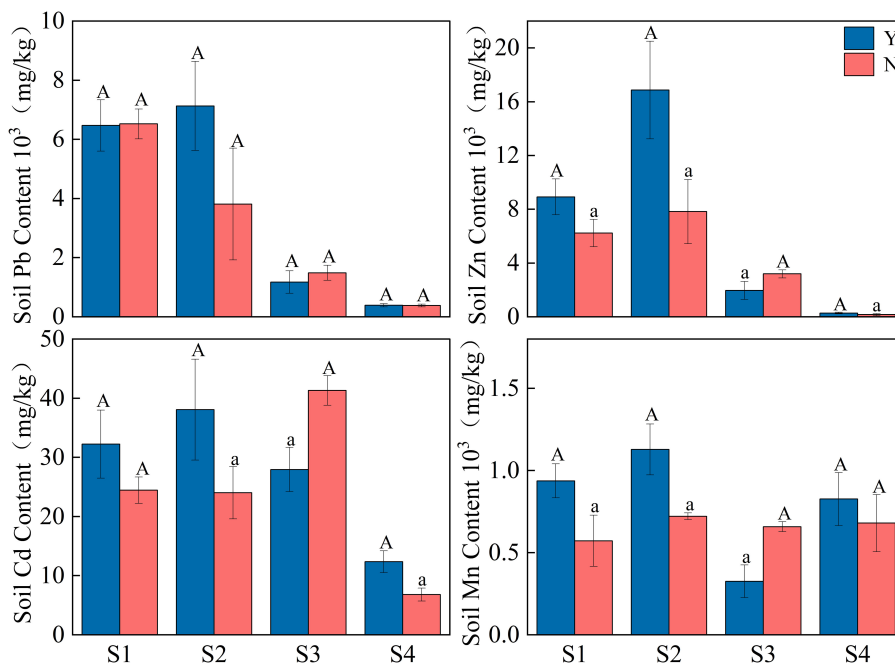 Soil Pb Content 10³（mg/kg）
10
8
6
4
2
0
A A A A A A A A
Soil Zn Content 10³（mg/kg）
20
16
12
8
4
0
A a A a a A A a
Y
N
Soil Cd Content（mg/kg）
50
40
30
20
10
0
A A A a a A A a
S1 S2 S3 S4
Soil Mn Content 10³（mg/kg）
1.5
1.0
0.5
0.0
A a A a a A A A
S1 S2 S3 S4